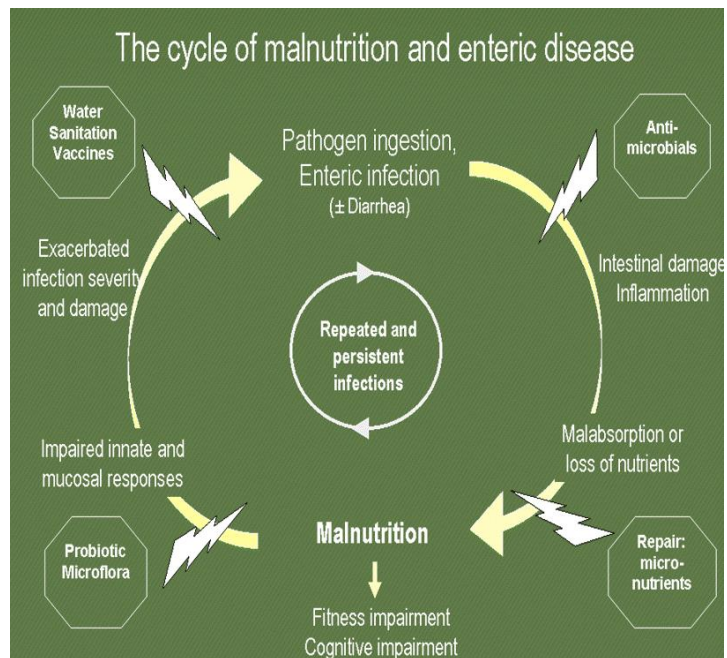 The cycle of malnutrition and enteric disease
Water
Sanitation
Vaccines
Pathogen ingestion,
Enteric infection
(± Diarrhea)
Anti-
microbials
Exacerbated
infection severity
and damage
Intestinal damage
Inflammation
Repeated and
persistent
infections
Impaired innate and
mucosal responses
Malabsorption or
loss of nutrients
Probiotic
Microflora
Malnutrition
Repair:
micro-
nutrients
Fitness impairment
Cognitive impairment